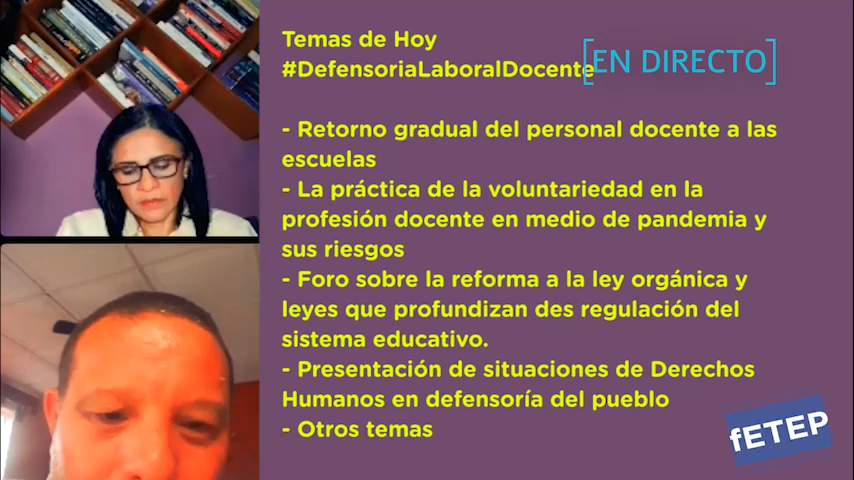 Temas de Hoy
#DefensoriaLaboralDocente
[EN DIRECTO]
- Retorno gradual del personal docente a las
escuelas
- La práctica de la voluntariedad en la
profesión docente en medio de pandemia y
sus riesgos
- Foro sobre la reforma a la ley orgánica y
leyes que profundizan des regulación del
sistema educativo.
- Presentación de situaciones de Derechos
Humanos en defensoría del pueblo
- Otros temas
fETEP